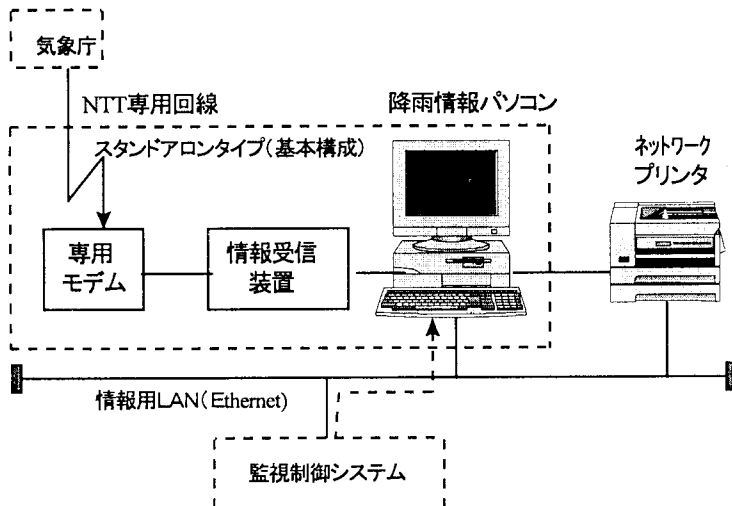 気象庁
NTT専用回線
降雨情報パソコン
スタンドアロンタイプ(基本構成)
ネットワーク
プリンタ
専用
モデム
情報受信
装置
情報用LAN(Ethernet)
監視制御システム